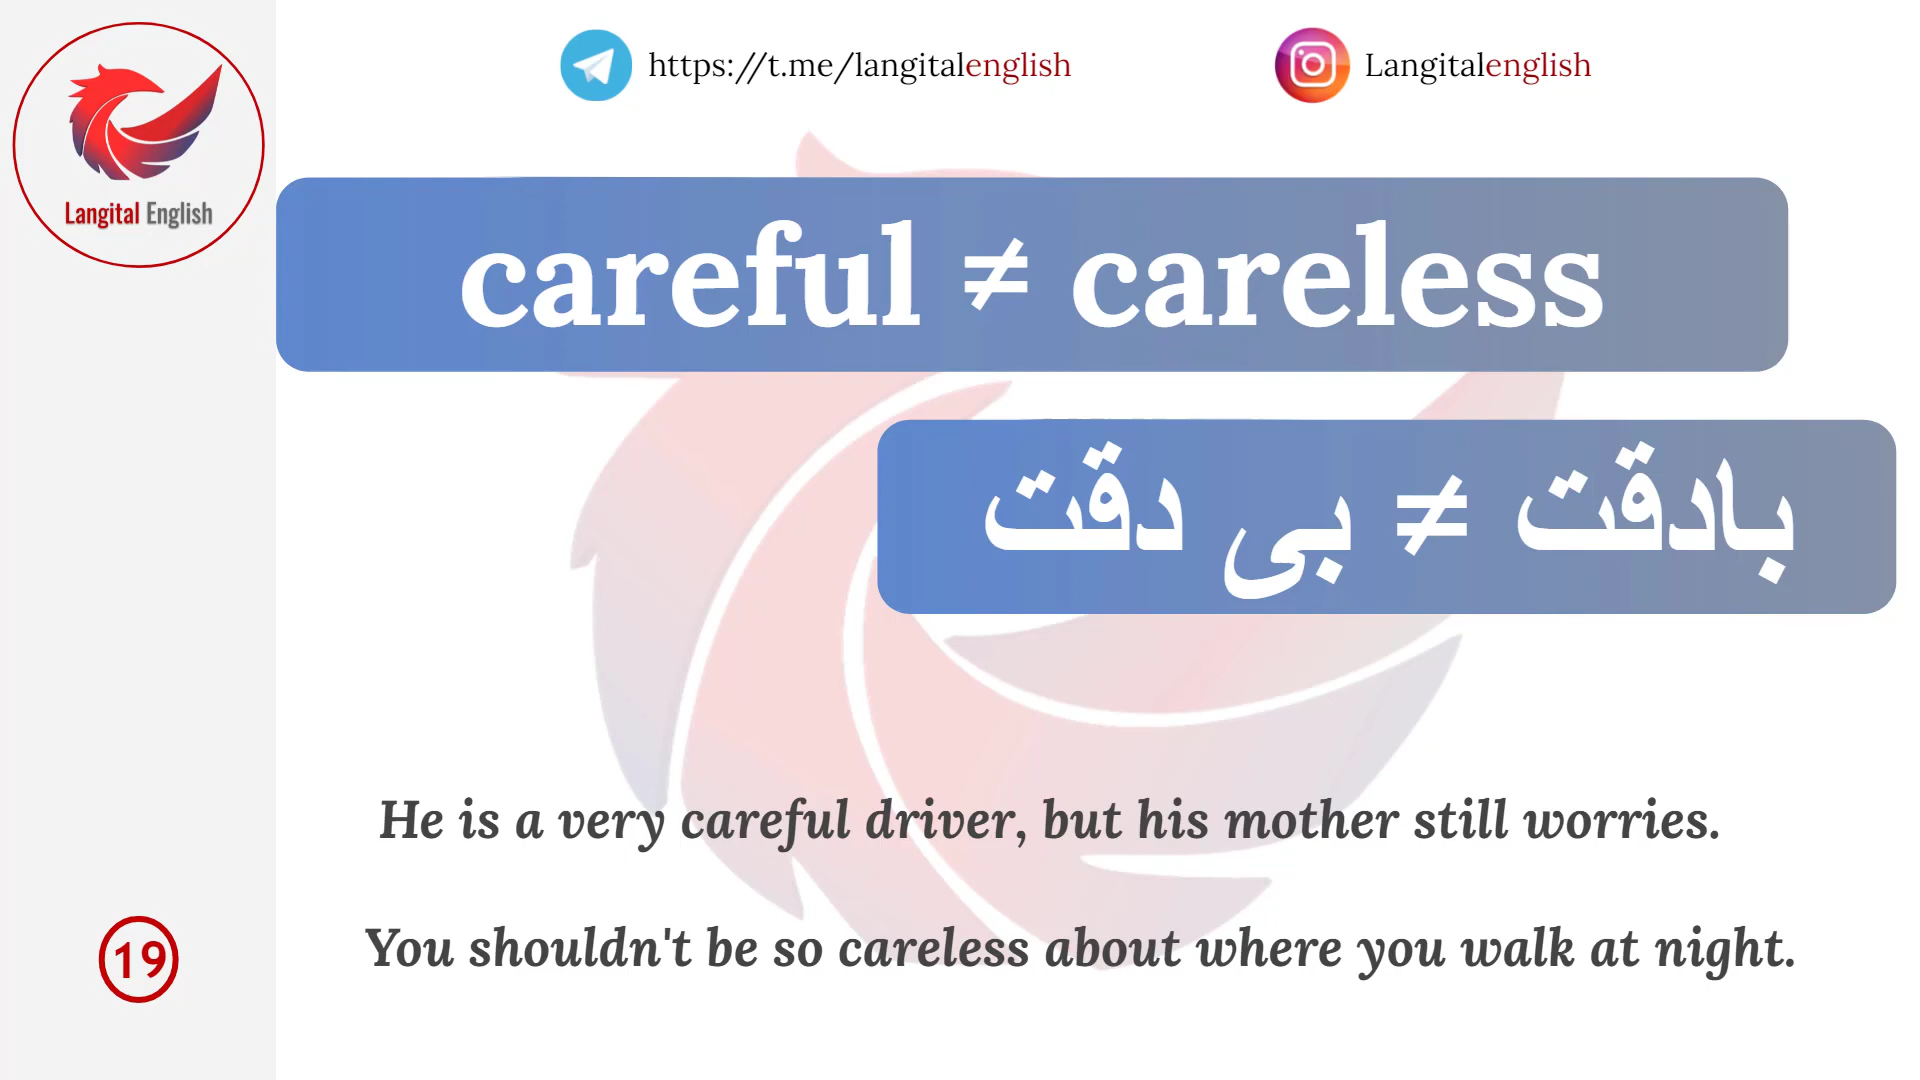 Langital English
https://t.me/langitalenglish
Langitalenglish
careful ≠ careless
بادقت ≠ بی دقت
He is a very careful driver, but his mother still worries.
You shouldn't be so careless about where you walk at night.
19